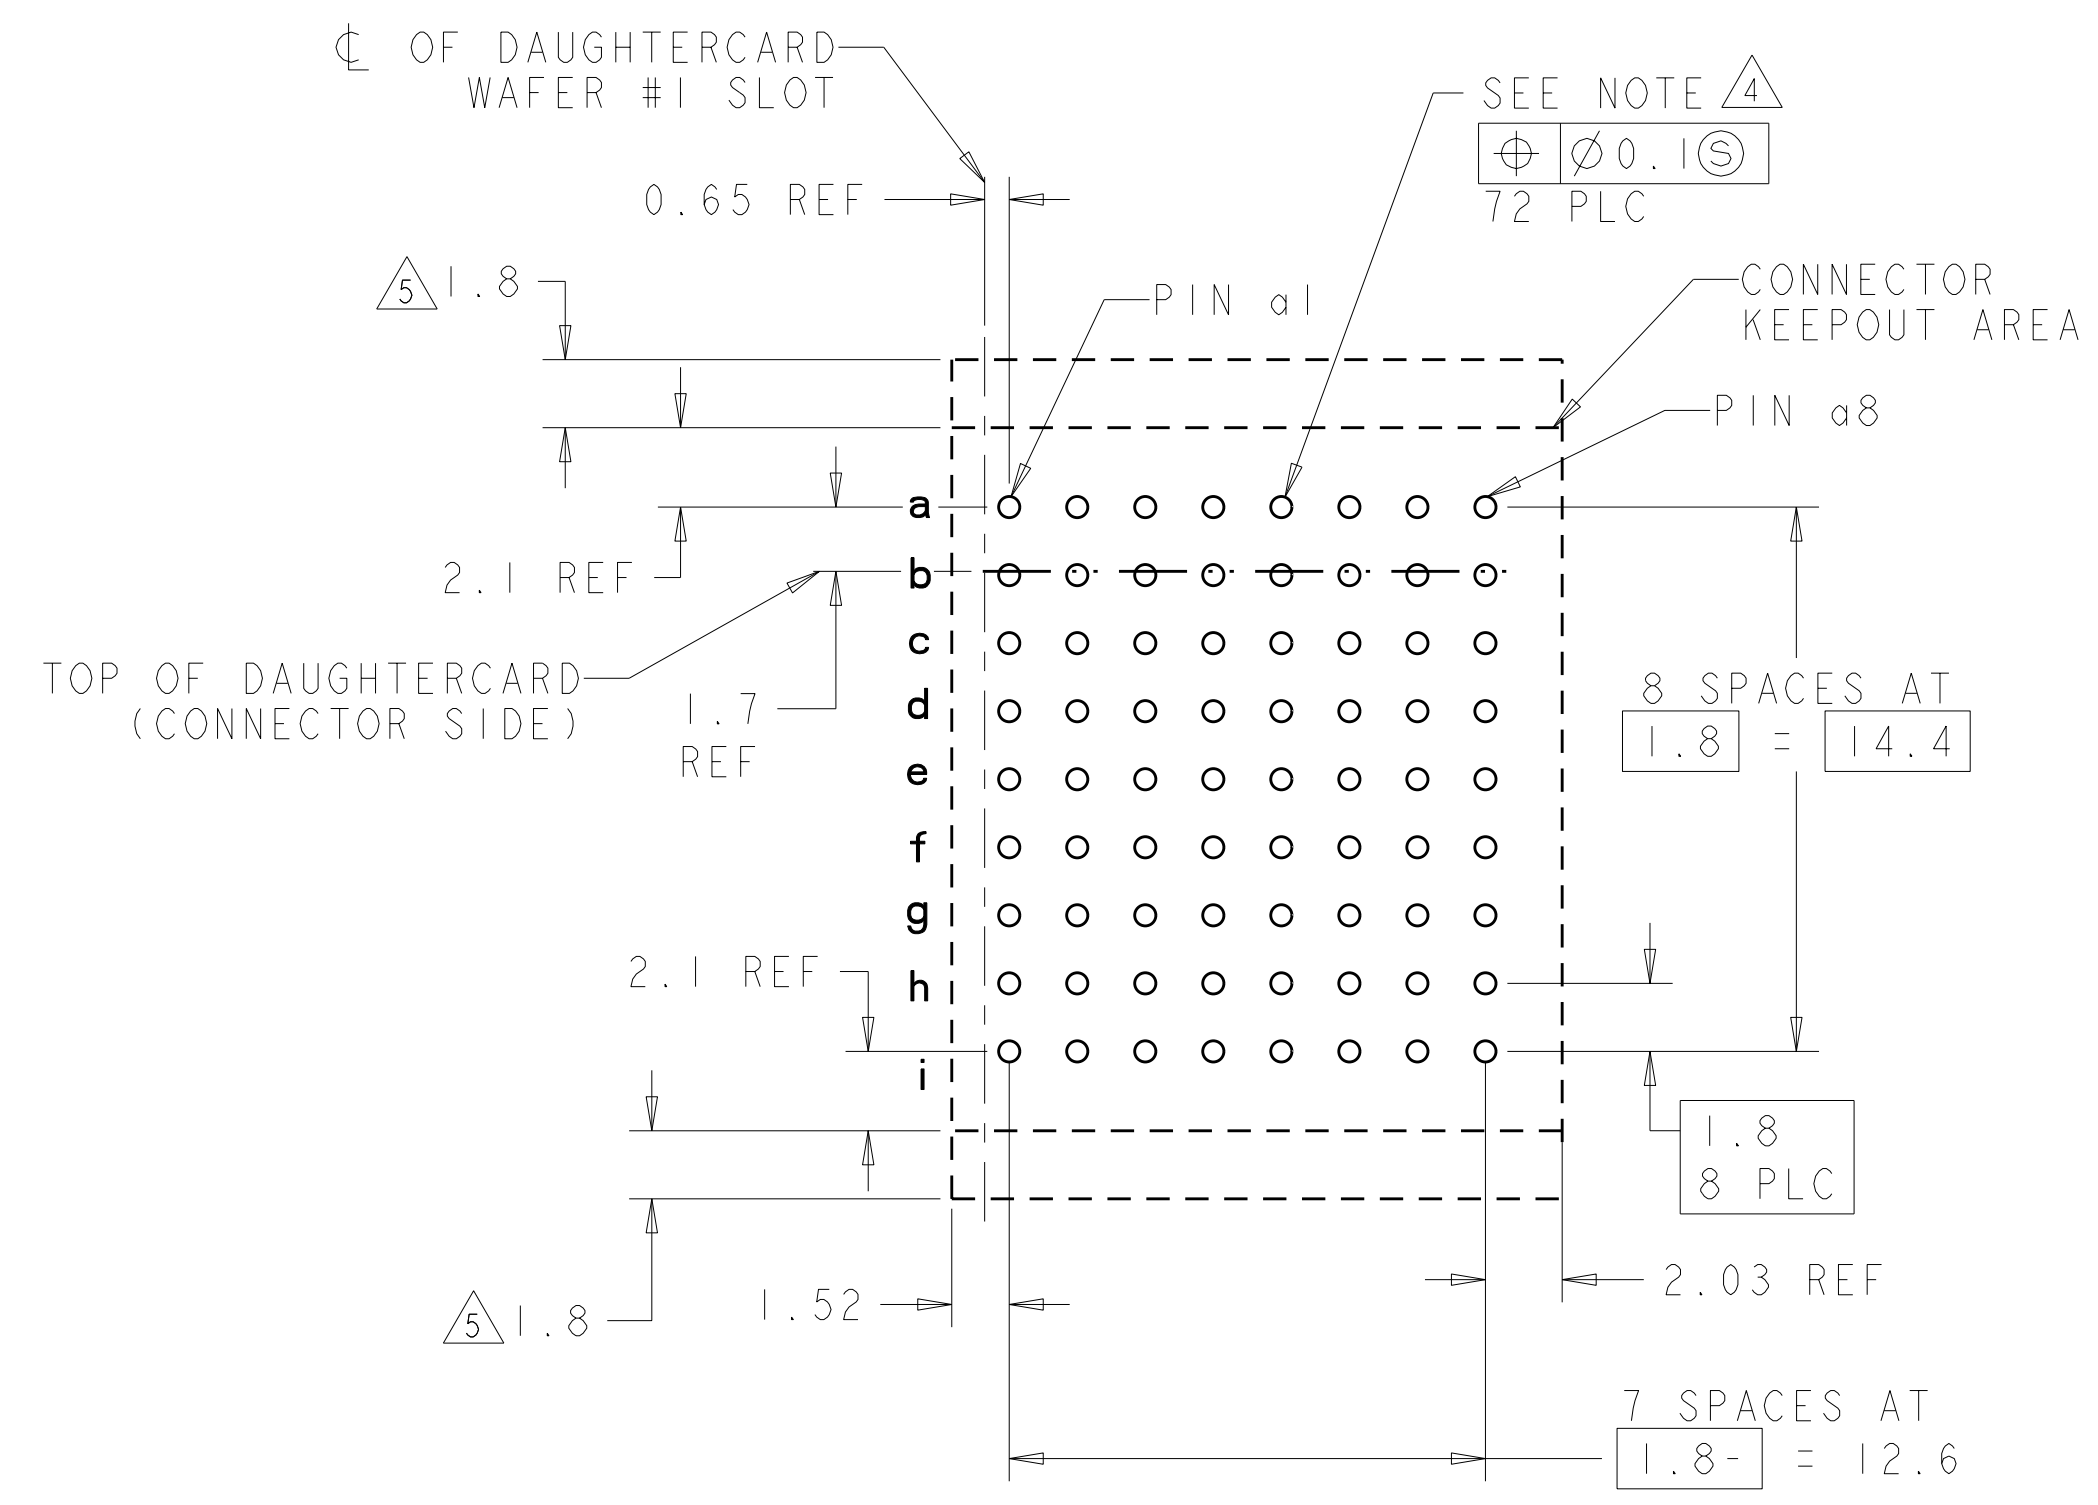 ℄ OF DAUGHTERCARD
WAFER #1 SLOT
SEE NOTE 4
⌖ ⌀0.1Ⓢ
72 PLC
0.65 REF
5 1.8
PIN a1
CONNECTOR
KEEPOUT AREA
PIN a8
a
2.1 REF
b
c
TOP OF DAUGHTERCARD
(CONNECTOR SIDE)
1.7
REF
d
8 SPACES AT
1.8 = 14.4
e
f
g
2.1 REF
h
i
1.8
8 PLC
5 1.8
1.52
2.03 REF
7 SPACES AT
1.8- = 12.6